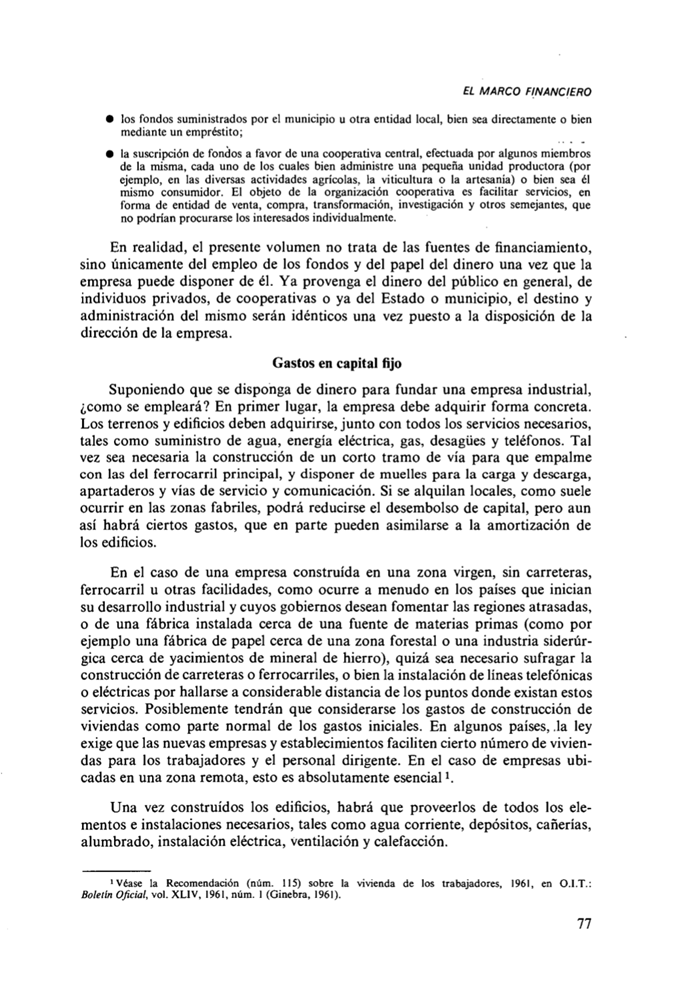 EL MARCO FINANCIERO
● los fondos suministrados por el municipio u otra entidad local, bien sea directamente o bien
mediante un empréstito;
● la suscripción de fondos a favor de una cooperativa central, efectuada por algunos miembros
de la misma, cada uno de los cuales bien administre una pequeña unidad productora (por
ejemplo, en las diversas actividades agrícolas, la viticultura o la artesanía) o bien sea él
mismo consumidor. El objeto de la organización cooperativa es facilitar servicios, en
forma de entidad de venta, compra, transformación, investigación y otros semejantes, que
no podrían procurarse los interesados individualmente.
En realidad, el presente volumen no trata de las fuentes de financiamiento,
sino únicamente del empleo de los fondos y del papel del dinero una vez que la
empresa puede disponer de él. Ya provenga el dinero del público en general, de
individuos privados, de cooperativas o ya del Estado o municipio, el destino y
administración del mismo serán idénticos una vez puesto a la disposición de la
dirección de la empresa.
Gastos en capital fijo
Suponiendo que se disponga de dinero para fundar una empresa industrial,
¿como se empleará? En primer lugar, la empresa debe adquirir forma concreta.
Los terrenos y edificios deben adquirirse, junto con todos los servicios necesarios,
tales como suministro de agua, energía eléctrica, gas, desagües y teléfonos. Tal
vez sea necesaria la construcción de un corto tramo de vía para que empalme
con las del ferrocarril principal, y disponer de muelles para la carga y descarga,
apartaderos y vías de servicio y comunicación. Si se alquilan locales, como suele
ocurrir en las zonas fabriles, podrá reducirse el desembolso de capital, pero aun
así habrá ciertos gastos, que en parte pueden asimilarse a la amortización de
los edificios.
En el caso de una empresa construída en una zona virgen, sin carreteras,
ferrocarril u otras facilidades, como ocurre a menudo en los países que inician
su desarrollo industrial y cuyos gobiernos desean fomentar las regiones atrasadas,
o de una fábrica instalada cerca de una fuente de materias primas (como por
ejemplo una fábrica de papel cerca de una zona forestal o una industria siderúr-
gica cerca de yacimientos de mineral de hierro), quizá sea necesario sufragar la
construcción de carreteras o ferrocarriles, o bien la instalación de líneas telefónicas
o eléctricas por hallarse a considerable distancia de los puntos donde existan estos
servicios. Posiblemente tendrán que considerarse los gastos de construcción de
viviendas como parte normal de los gastos iniciales. En algunos países, la ley
exige que las nuevas empresas y establecimientos faciliten cierto número de vivien-
das para los trabajadores y el personal dirigente. En el caso de empresas ubi-
cadas en una zona remota, esto es absolutamente esencial ¹.
Una vez construídos los edificios, habrá que proveerlos de todos los ele-
mentos e instalaciones necesarios, tales como agua corriente, depósitos, cañerías,
alumbrado, instalación eléctrica, ventilación y calefacción.
¹ Véase la Recomendación (núm. 115) sobre la vivienda de los trabajadores, 1961, en O.I.T.:
Boletín Oficial, vol. XLIV, 1961, núm. 1 (Ginebra, 1961).
77